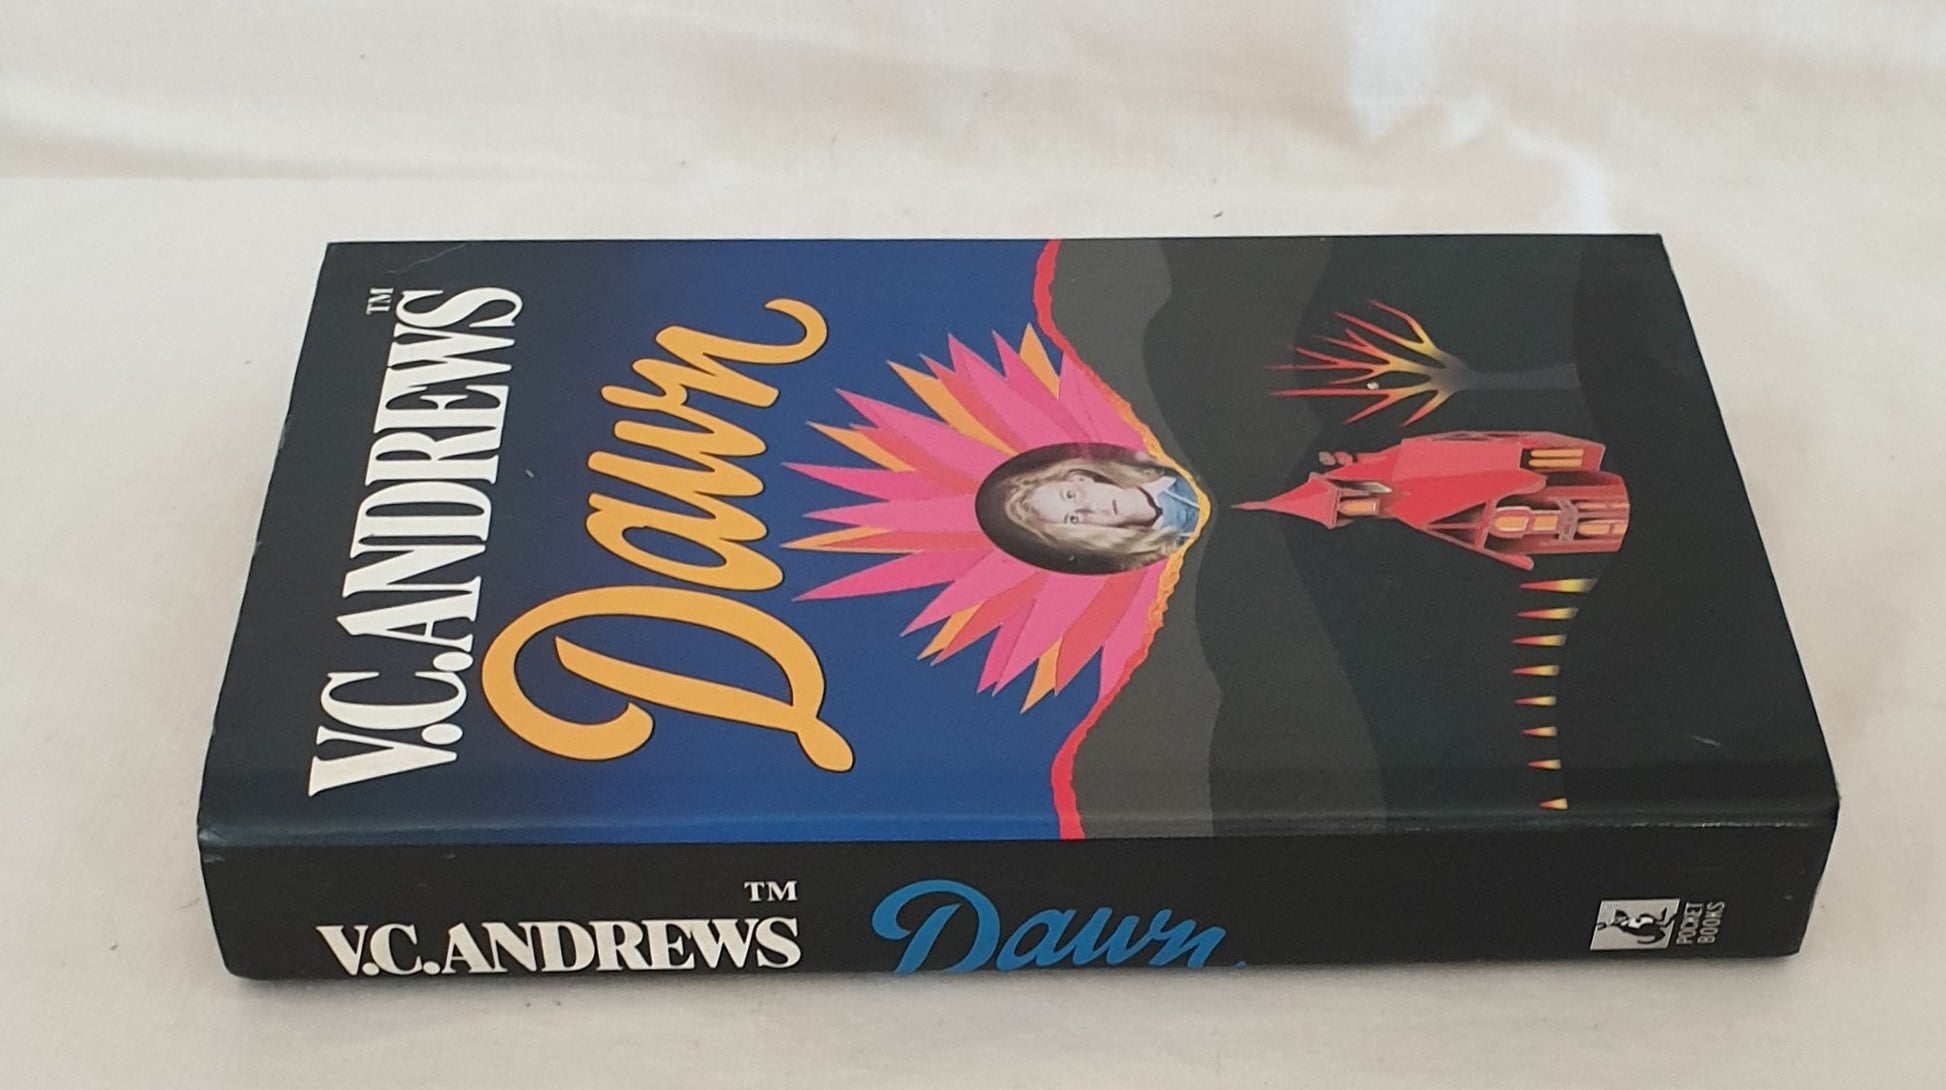 V.C.ANDREWS™
Dawn
V.C.ANDREWS™
Dawn
POCKET
BOOKS